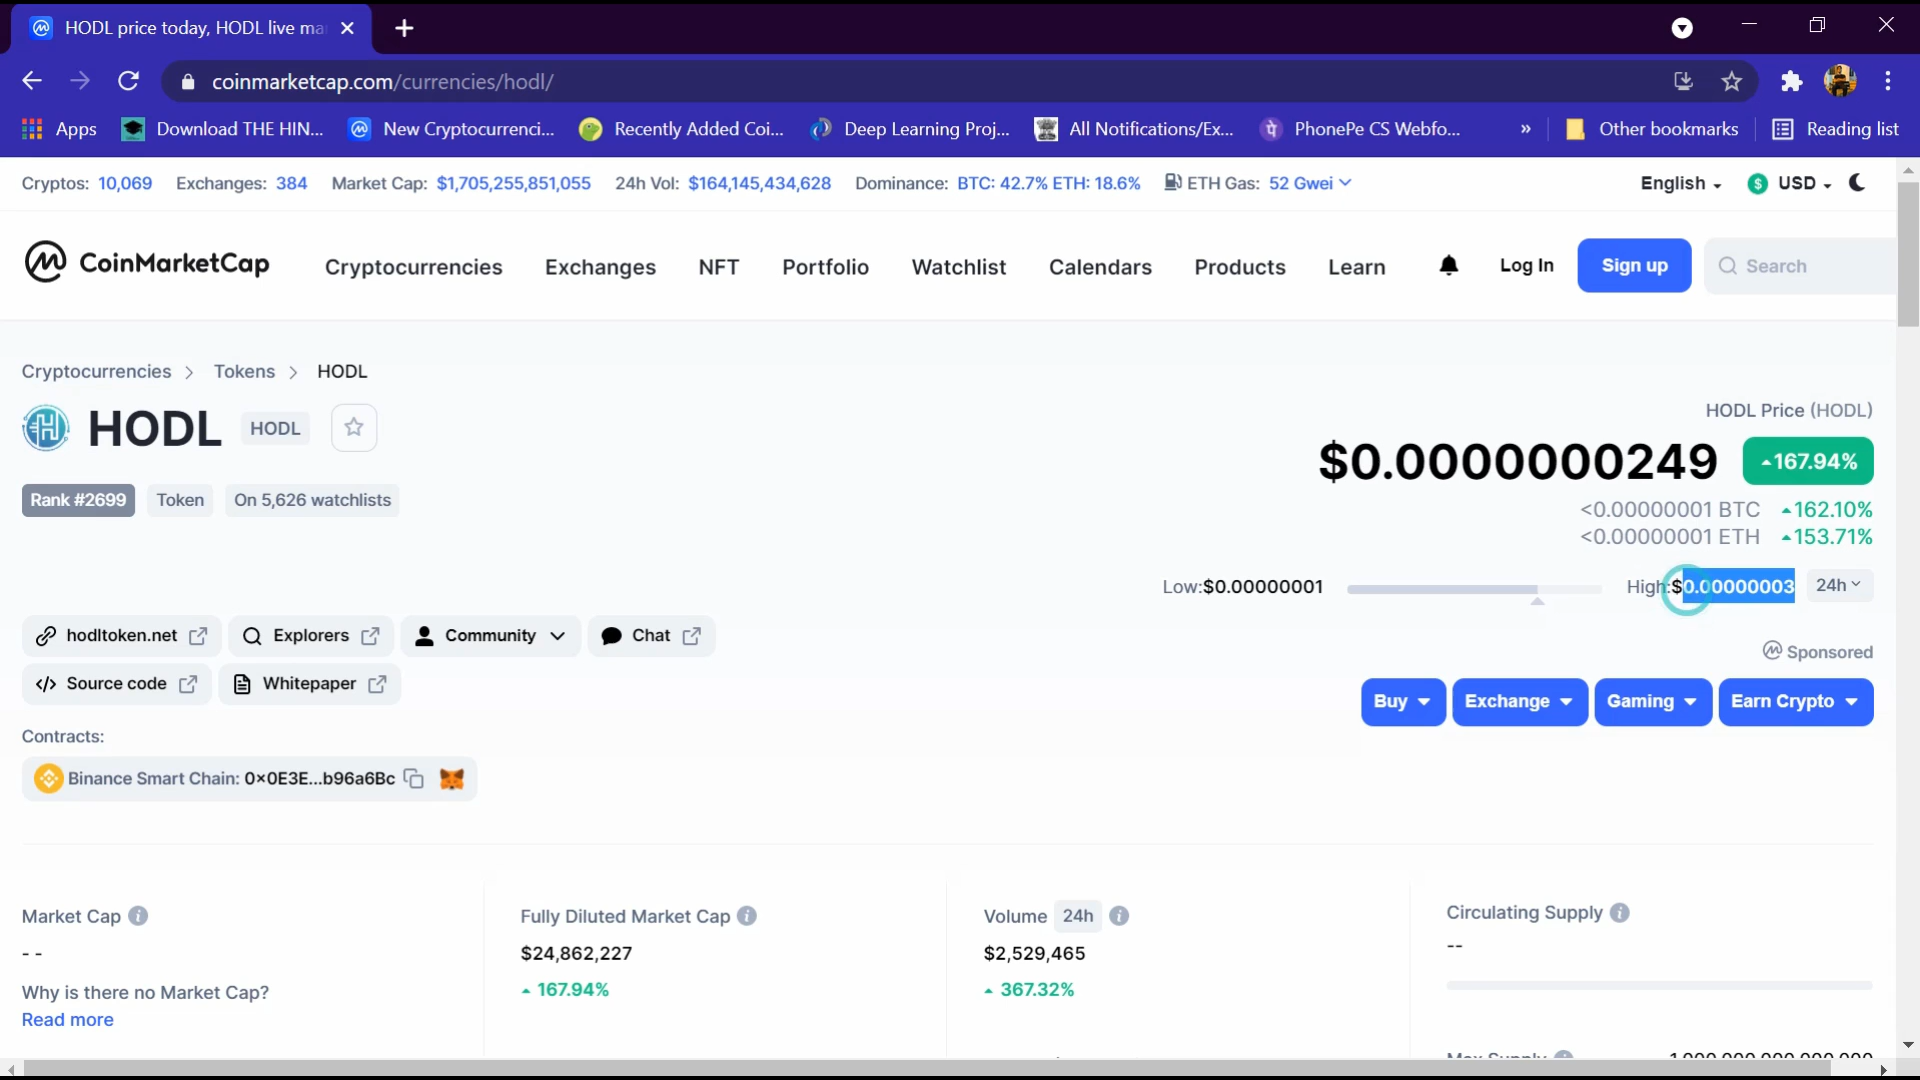 HODL price today, HODL live ma
coinmarketcap.com/currencies/hodl/
Apps Download THE HIN... New Cryptocurrenci... Recently Added Coi... Deep Learning Proj... All Notifications/Ex... PhonePe CS Webfo... » Other bookmarks Reading list
Cryptos: 10,069 Exchanges: 384 Market Cap: $1,705,255,851,055 24h Vol: $164,145,434,628 Dominance: BTC: 42.7% ETH: 18.6% ETH Gas: 52 Gwei English USD
CoinMarketCap Cryptocurrencies Exchanges NFT Portfolio Watchlist Calendars Products Learn Log In Sign up Search
Cryptocurrencies > Tokens > HODL
HODL HODL
HODL Price (HODL)
$0.0000000249 167.94%
Rank #2699 Token On 5,626 watchlists
<0.00000001 BTC 162.10%
<0.00000001 ETH 153.71%
Low:$0.00000001 High:$0.00000003 24h
hodltoken.net Explorers Community Chat
Sponsored
Source code Whitepaper
Buy Exchange Gaming Earn Crypto
Contracts:
Binance Smart Chain: 0x0E3E...b96a6Bc
Market Cap
- -
Why is there no Market Cap?
Read more
Fully Diluted Market Cap
$24,862,227
167.94%
Volume 24h
$2,529,465
367.32%
Circulating Supply
--